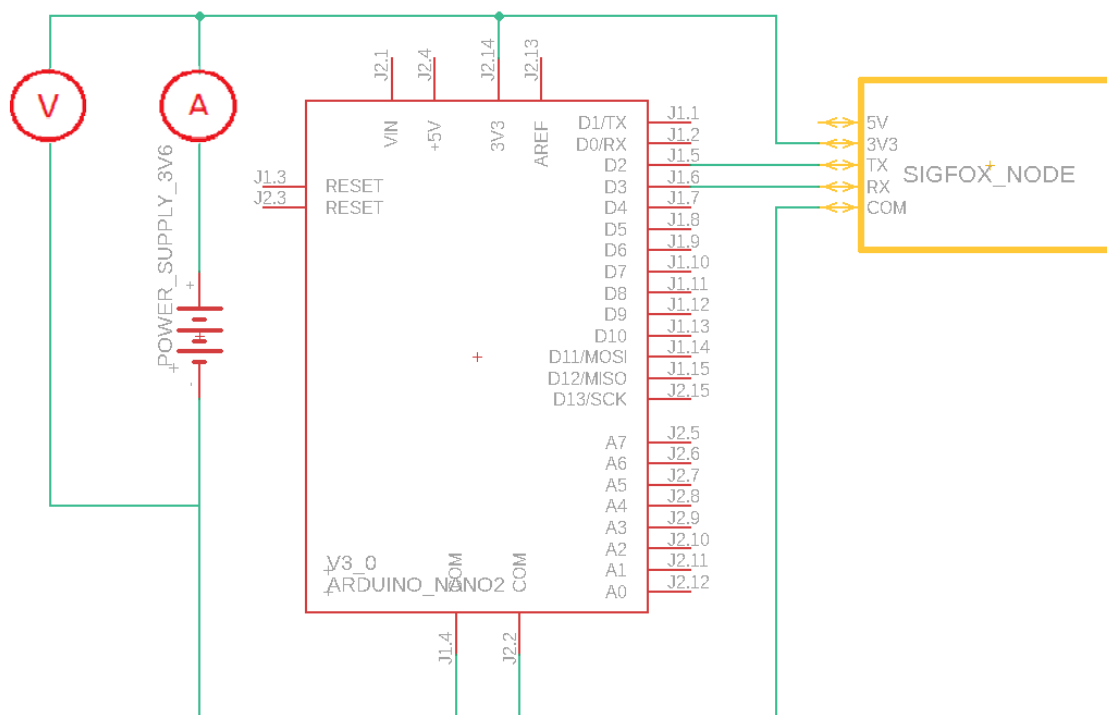 V
A
POWER_SUPPLY_3V6
+
+
-
J2.1
J2.4
J2.14
J2.13
VIN
+5V
3V3
AREF
J1.3
J2.3
RESET
RESET
D1/TX J1.1
D0/RX J1.2
D2 J1.5
D3 J1.6
D4 J1.7
D5 J1.8
D6 J1.9
D7 J1.10
D8 J1.11
D9 J1.12
D10 J1.13
D11/MOSI J1.14
D12/MISO J1.15
D13/SCK J2.15
A7 J2.5
A6 J2.6
A5 J2.7
A4 J2.8
A3 J2.9
A2 J2.10
A1 J2.11
A0 J2.12
V3_0
ARDUINO_NANO2
COM
COM
J1.4
J2.2
5V
3V3
TX
RX
COM
SIGFOX_NODE